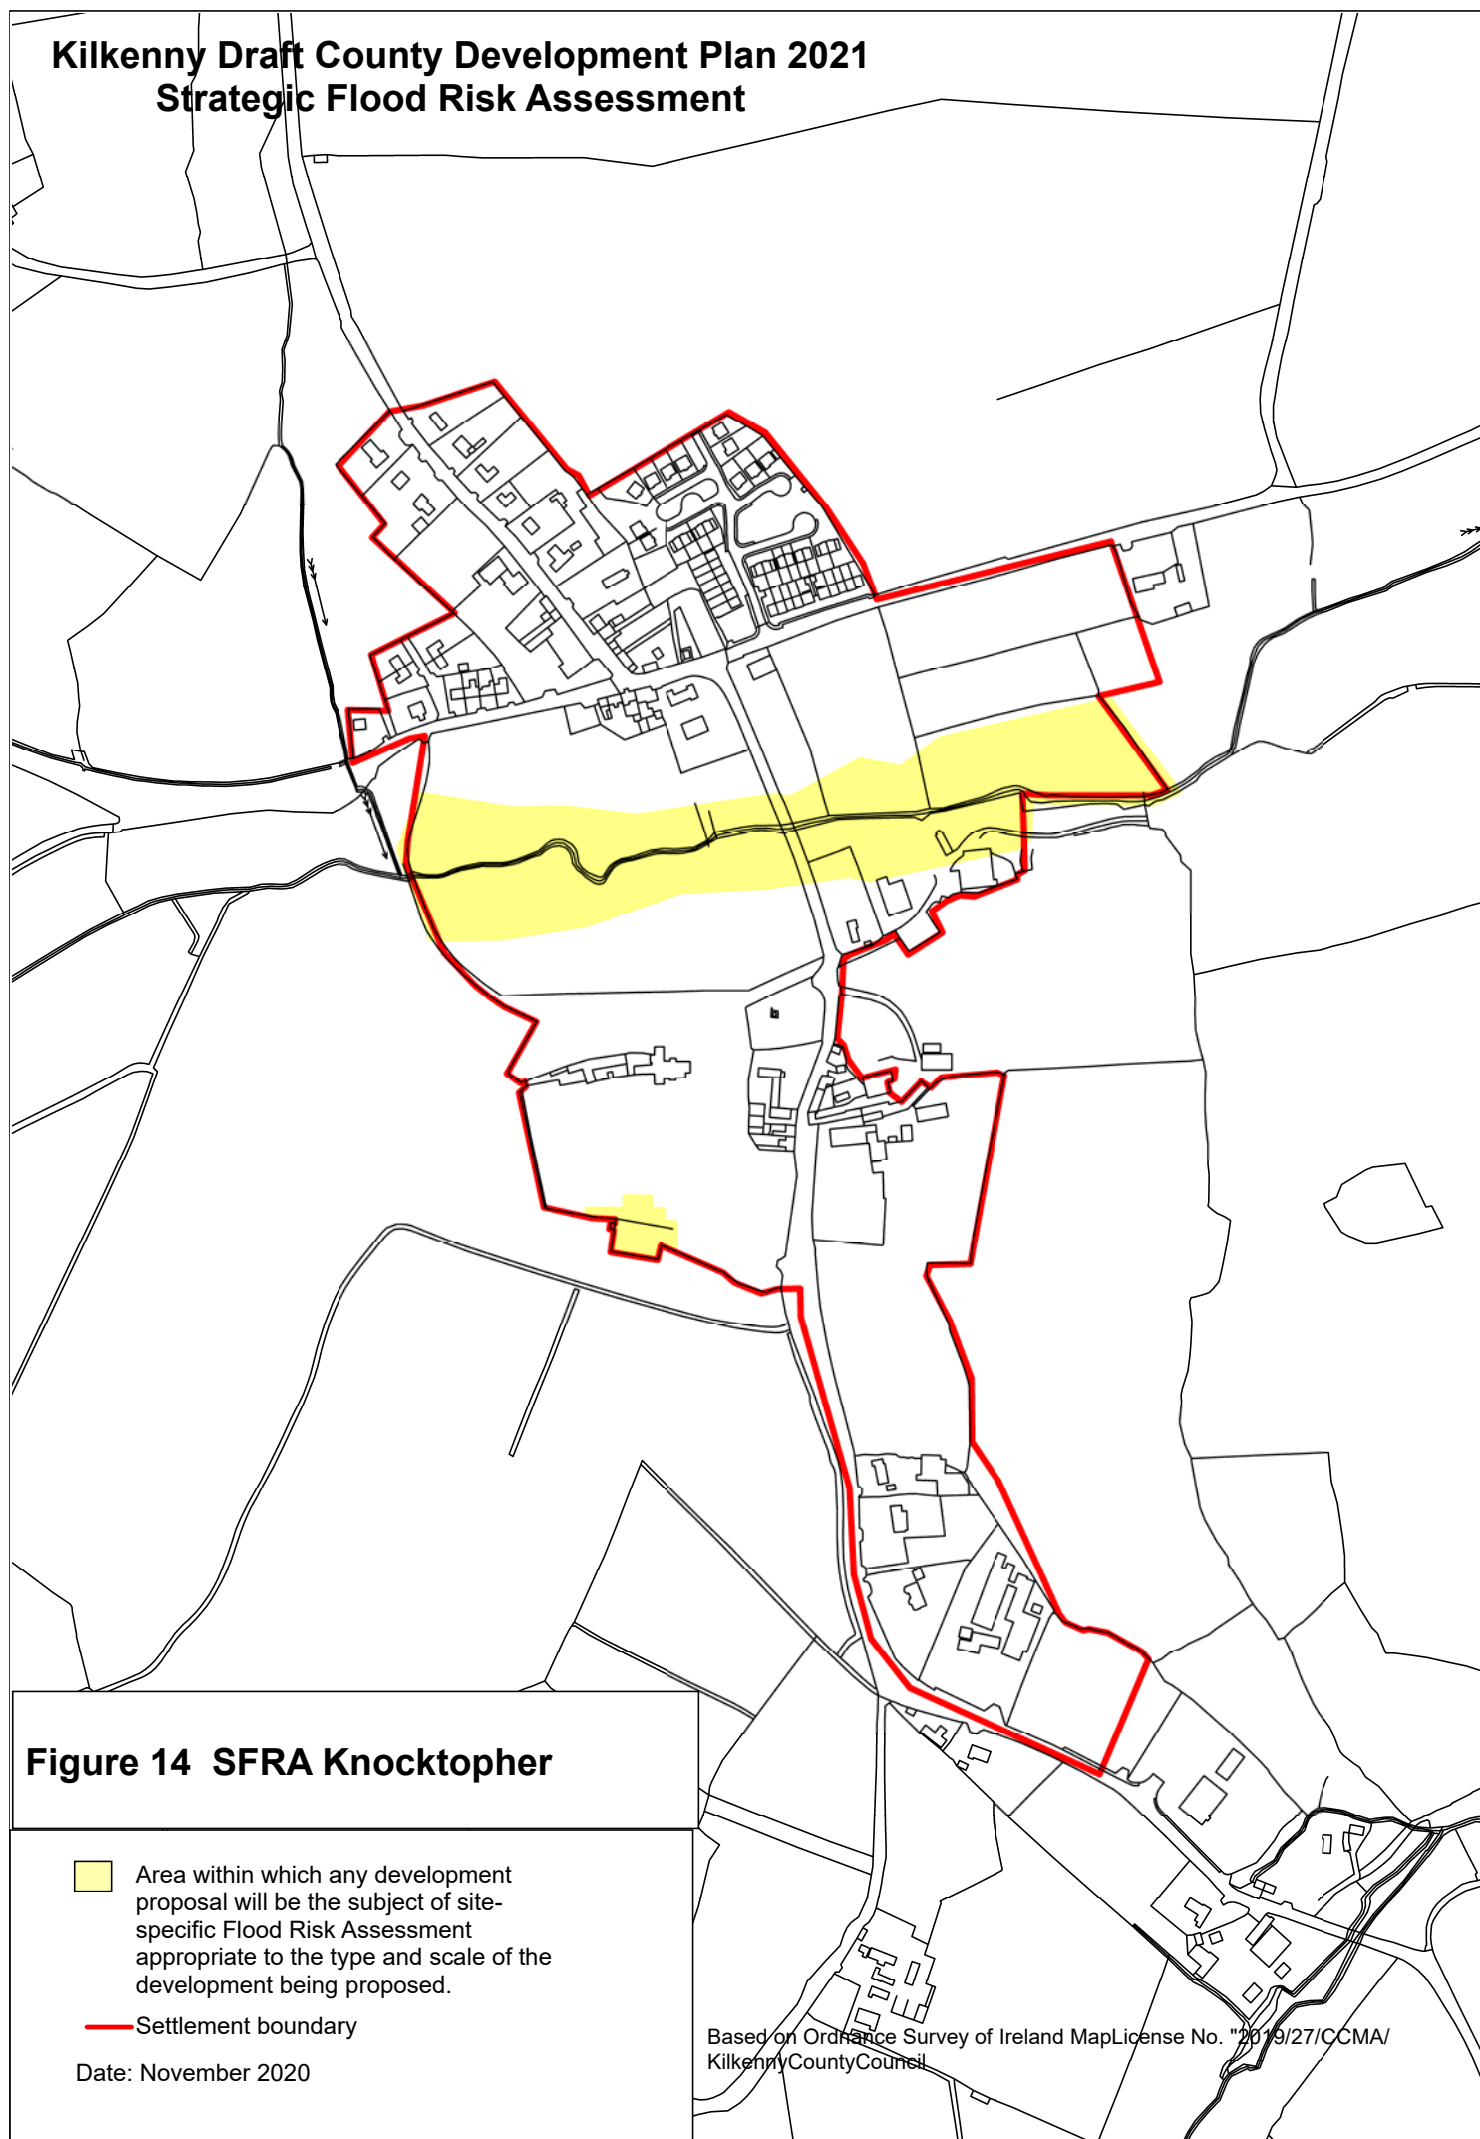 Kilkenny Draft County Development Plan 2021
Strategic Flood Risk Assessment
Figure 14  SFRA Knocktopher
Area within which any development
proposal will be the subject of site-
specific Flood Risk Assessment
appropriate to the type and scale of the
development being proposed.
Settlement boundary
Date: November 2020
Based on Ordnance Survey of Ireland MapLicense No. "2019/27/CCMA/
KilkennyCountyCouncil